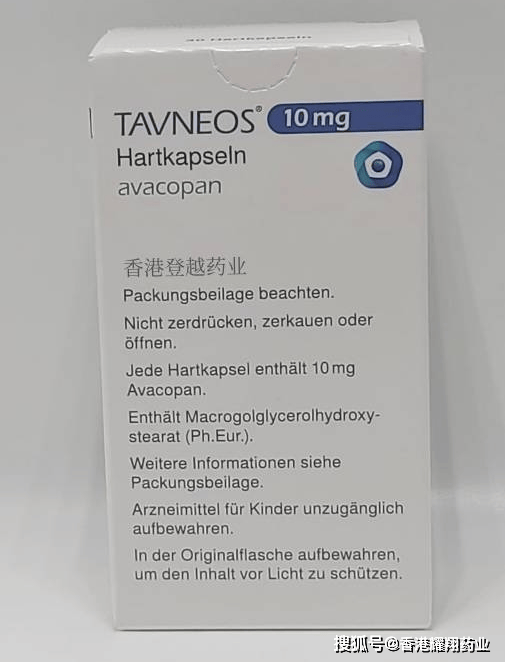 30 Hartkapseln
TAVNEOS® 10 mg
Hartkapseln
avacopan
香港登越药业
Packungsbeilage beachten.
Nicht zerdrücken, zerkauen oder
öffnen.
Jede Hartkapsel enthält 10 mg
Avacopan.
Enthält Macrogolglycerolhydroxy-
stearat (Ph.Eur.).
Weitere Informationen siehe
Packungsbeilage.
Arzneimittel für Kinder unzugänglich
aufbewahren.
In der Originalflasche aufbewahren,
um den Inhalt vor Licht zu schützen.
搜狐号@香港耀翔药业